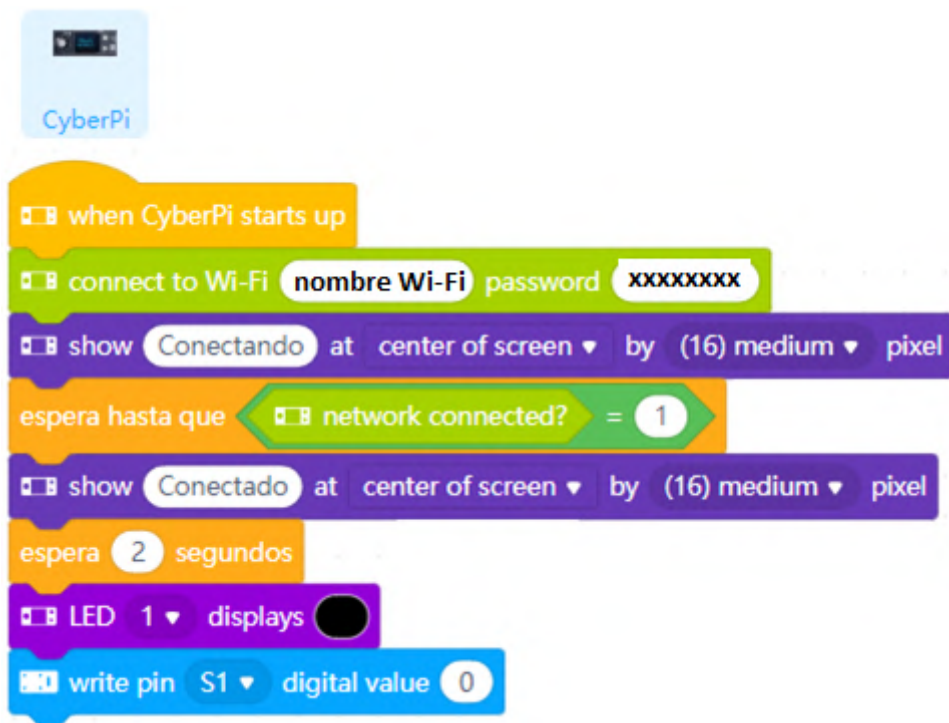 CyberPi
when CyberPi starts up
connect to Wi-Fi nombre Wi-Fi password xxxxxxxx
show Conectando at center of screen by (16) medium pixel
espera hasta que network connected? = 1
show Conectado at center of screen by (16) medium pixel
espera 2 segundos
LED 1 displays
write pin S1 digital value 0